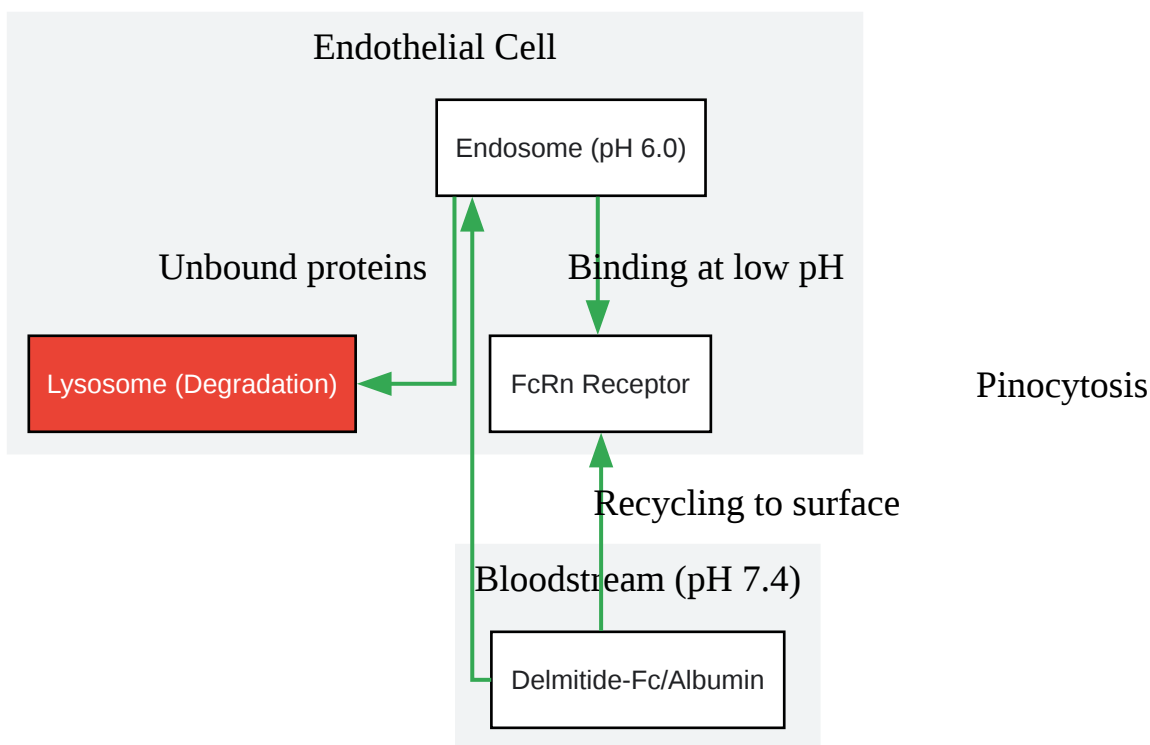 Endothelial Cell
Endosome (pH 6.0)
Unbound proteins
Binding at low pH
Lysosome (Degradation)
FcRn Receptor
Pinocytosis
Recycling to surface
Bloodstream (pH 7.4)
Delmitide-Fc/Albumin